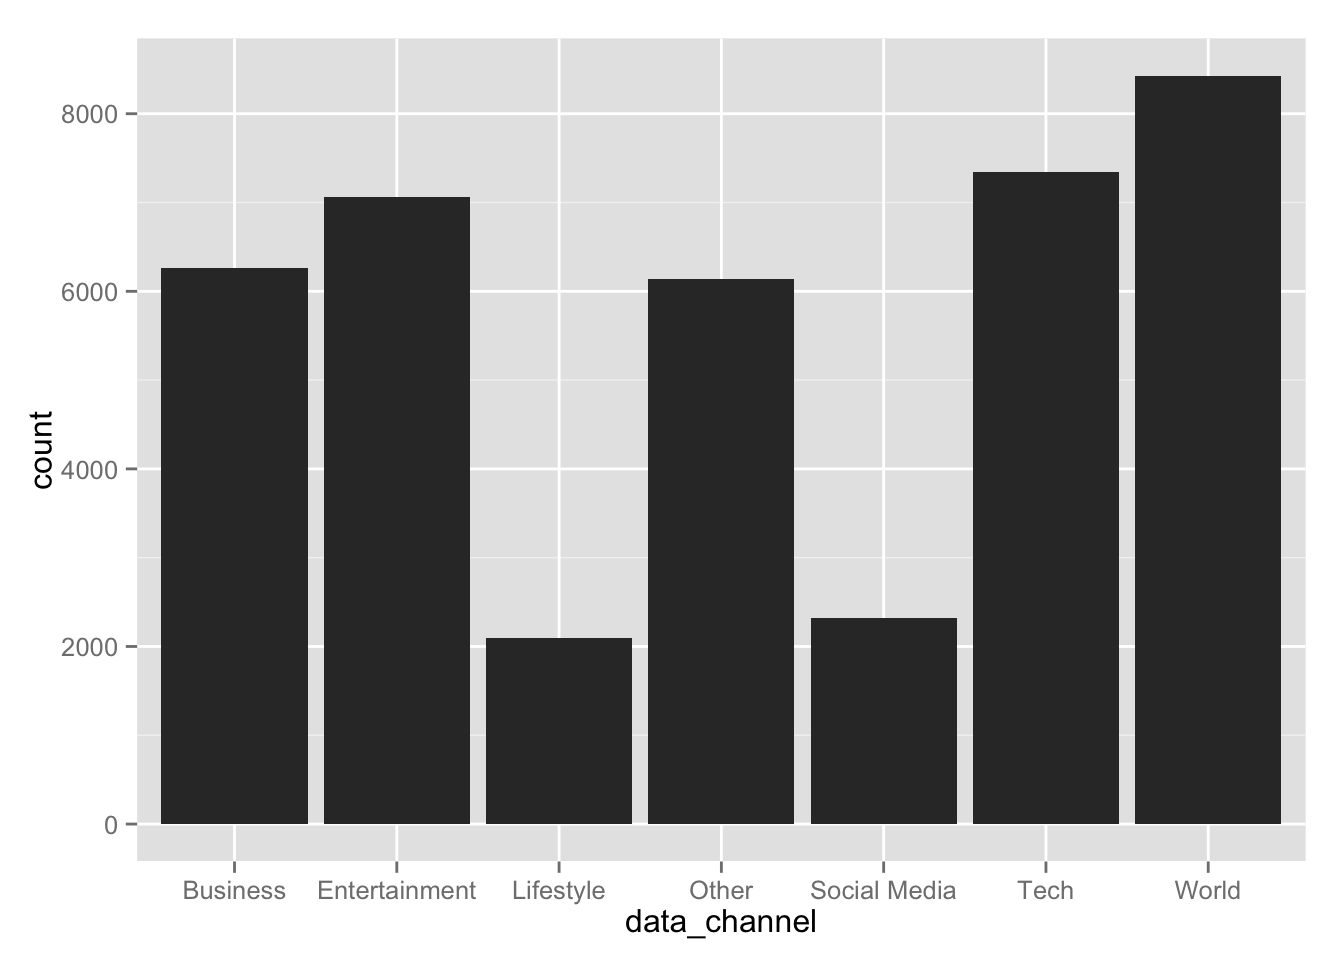 8000
6000
4000
2000
0
count
Business Entertainment Lifestyle Other Social Media Tech World
data_channel